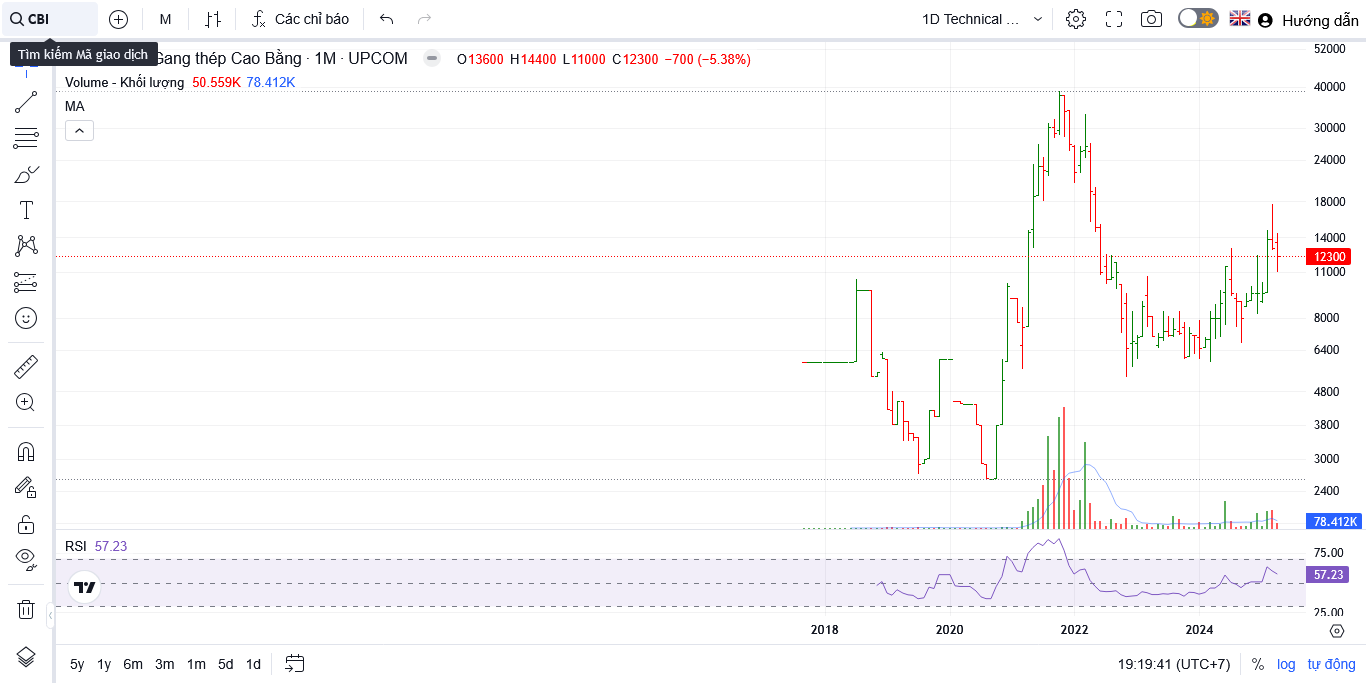 CBI
M
Các chỉ báo
1D Technical ...
Hướng dẫn
Tìm kiếm Mã giao dịch
Gang thép Cao Bằng · 1M · UPCOM
O13600 H14400 L11000 C12300 −700 (−5.38%)
Volume - Khối lượng 50.559K 78.412K
MA
52000
40000
30000
24000
18000
14000
12300
11000
8000
6400
4800
3800
3000
2400
78.412K
RSI 57.23
75.00
57.23
25.00
2018 2020 2022 2024
5y 1y 6m 3m 1m 5d 1d
19:19:41 (UTC+7) % log tự động